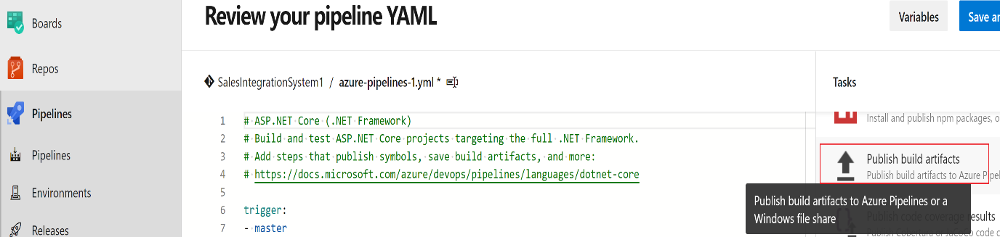 Boards
Repos
Pipelines
Pipelines
Environments
Releases
Review your pipeline YAML
Variables
Save an
SalesIntegrationSystem1 / azure-pipelines-1.yml *
1 # ASP.NET Core (.NET Framework)
2 # Build and test ASP.NET Core projects targeting the full .NET Framework.
3 # Add steps that publish symbols, save build artifacts, and more:
4 # https://docs.microsoft.com/azure/devops/pipelines/languages/dotnet-core
5
6 trigger:
7 - master
Tasks
Install and publish npm packages, o
Publish build artifacts
Publish build artifacts to Azure Pipel
Publish build artifacts to Azure Pipelines or a
Windows file share
Publish code coverage results
Publish Cobertura or JaCoCo code c